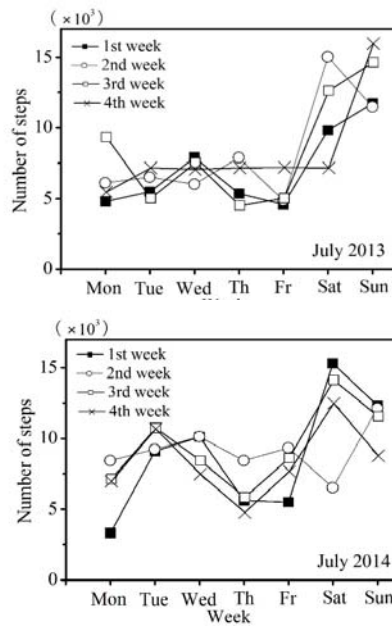 (×10³)
15
10
5
0
Number of steps
1st week
2nd week
3rd week
4th week
July 2013
Mon Tue Wed Th Fr Sat Sun
(×10³)
15
10
5
0
Number of steps
1st week
2nd week
3rd week
4th week
July 2014
Mon Tue Wed Th Fr Sat Sun
Week